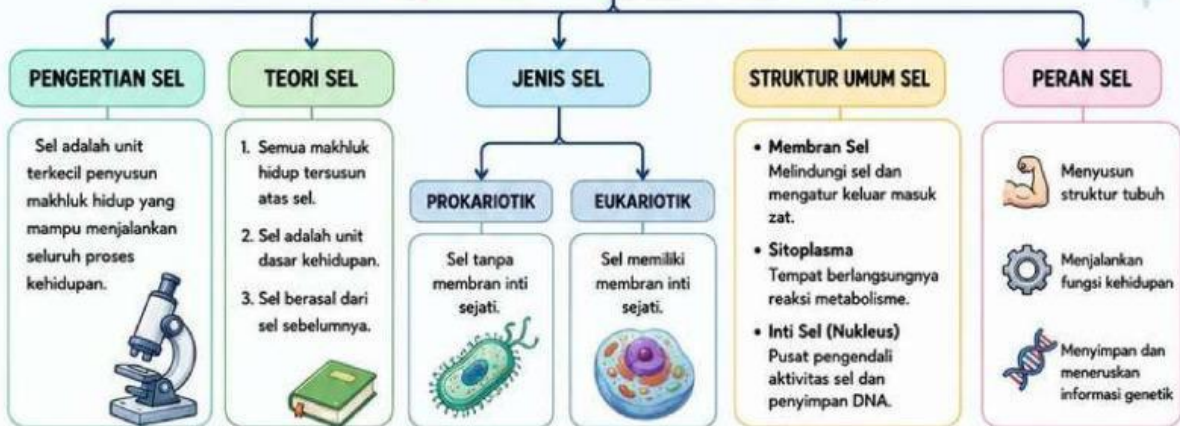 PENGERTIAN SEL
Sel adalah unit
terkecil penyusun
makhluk hidup yang
mampu menjalankan
seluruh proses
kehidupan.
TEORI SEL
1. Semua makhluk
hidup tersusun
atas sel.
2. Sel adalah unit
dasar kehidupan.
3. Sel berasal dari
sel sebelumnya.
JENIS SEL
PROKARIOTIK
Sel tanpa
membran inti
sejati.
EUKARIOTIK
Sel memiliki
membran inti
sejati.
STRUKTUR UMUM SEL
• Membran Sel
Melindungi sel dan
mengatur keluar masuk
zat.
• Sitoplasma
Tempat berlangsungnya
reaksi metabolisme.
• Inti Sel (Nukleus)
Pusat pengendali
aktivitas sel dan
penyimpan DNA.
PERAN SEL
Menyusun
struktur tubuh
Menjalankan
fungsi kehidupan
Menyimpan dan
meneruskan
informasi genetik